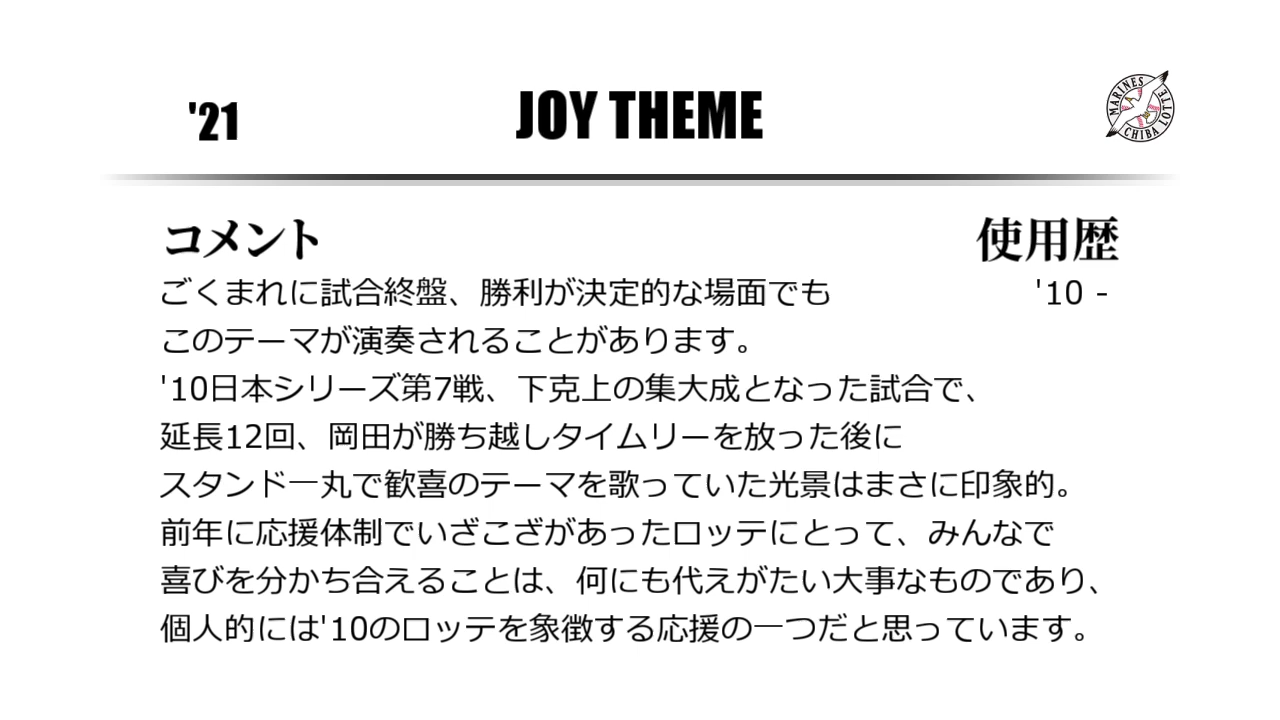 '21
JOY THEME
MARINES
CHIBA LOTTE
コメント
使用歴
ごくまれに試合終盤、勝利が決定的な場面でも
'10 -
このテーマが演奏されることがあります。
'10日本シリーズ第7戦、下克上の集大成となった試合で、
延長12回、岡田が勝ち越しタイムリーを放った後に
スタンド一丸で歓喜のテーマを歌っていた光景はまさに印象的。
前年に応援体制でいざこざがあったロッテにとって、みんなで
喜びを分かち合えることは、何にも代えがたい大事なものであり、
個人的には'10のロッテを象徴する応援の一つだと思っています。